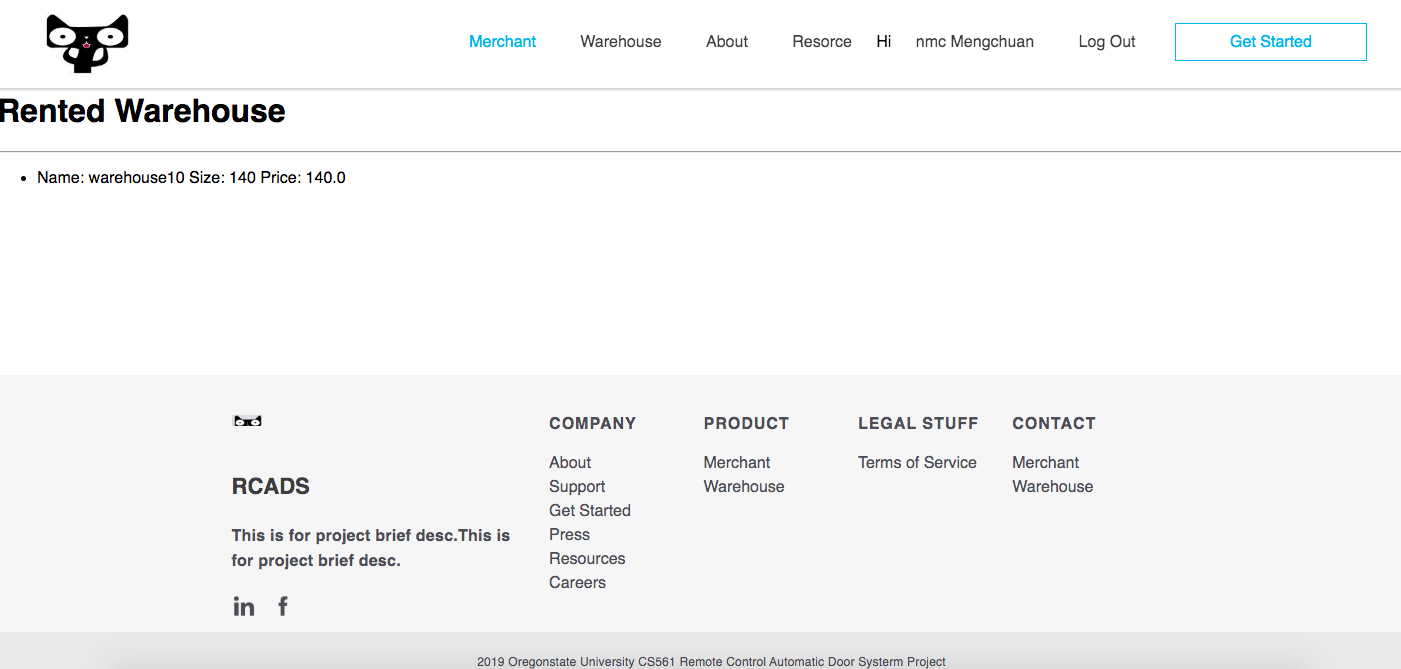 Merchant Warehouse About Resorce Hi nmc Mengchuan Log Out Get Started
Rented Warehouse
• Name: warehouse10 Size: 140 Price: 140.0
RCADS
This is for project brief desc.This is
for project brief desc.
in f
COMPANY
About
Support
Get Started
Press
Resources
Careers
PRODUCT
Merchant
Warehouse
LEGAL STUFF
Terms of Service
CONTACT
Merchant
Warehouse
2019 Oregonstate University CS561 Remote Control Automatic Door Systerm Project